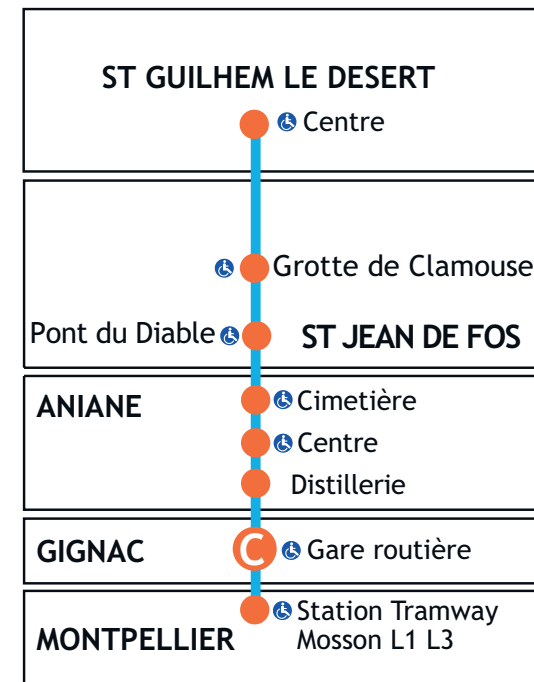 ST GUILHEM LE DESERT
Centre
Grotte de Clamouse
Pont du Diable
ST JEAN DE FOS
ANIANE
Cimetière
Centre
Distillerie
GIGNAC
C
Gare routière
MONTPELLIER
Station Tramway
Mosson L1 L3